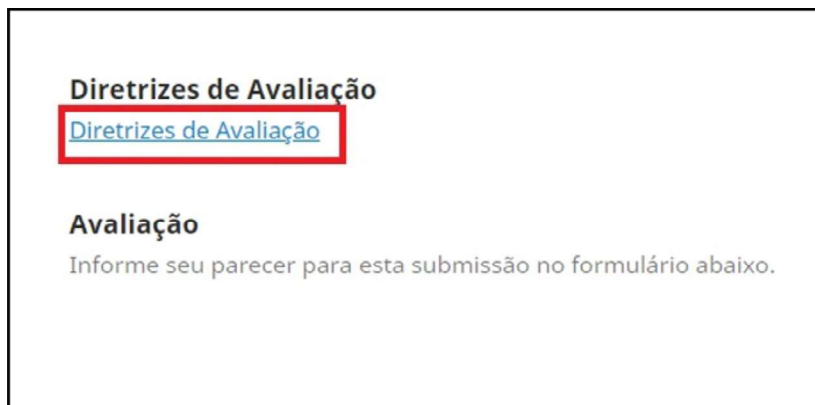 Diretrizes de Avaliação
Diretrizes de Avaliação
Avaliação
Informe seu parecer para esta submissão no formulário abaixo.